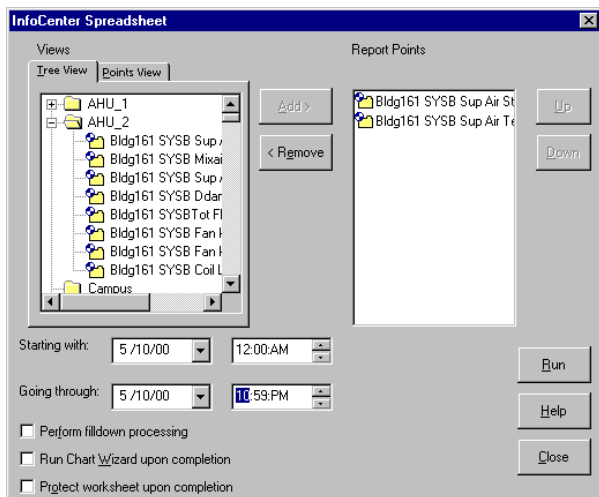 InfoCenter Spreadsheet
Views
Report Points
Tree View
Points View
AHU_1
AHU_2
Bldg161 SYSB Sup
Bldg161 SYSB Mixai
Bldg161 SYSB Sup
Bldg161 SYSB Ddar
Bldg161 SYSBTot Fl
Bldg161 SYSB Fan
Bldg161 SYSB Fan
Bldg161 SYSB Coil L
Campus
Add >
< Remove
Bldg161 SYSB Sup Air St
Bldg161 SYSB Sup Air Te
Up
Down
Starting with:
5 /10/00
12:00:AM
Going through:
5 /10/00
10:59:PM
Perform filldown processing
Run Chart Wizard upon completion
Protect worksheet upon completion
Run
Help
Close